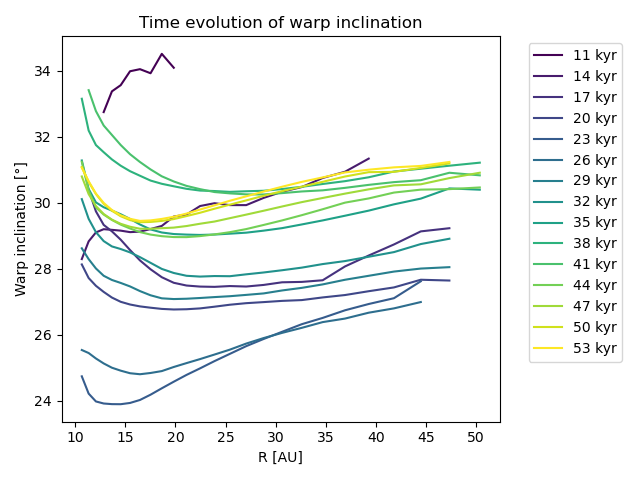 Time evolution of warp inclination
34
32
30
28
26
24
Warp inclination [°]
10 15 20 25 30 35 40 45 50
R [AU]
11 kyr
14 kyr
17 kyr
20 kyr
23 kyr
26 kyr
29 kyr
32 kyr
35 kyr
38 kyr
41 kyr
44 kyr
47 kyr
50 kyr
53 kyr